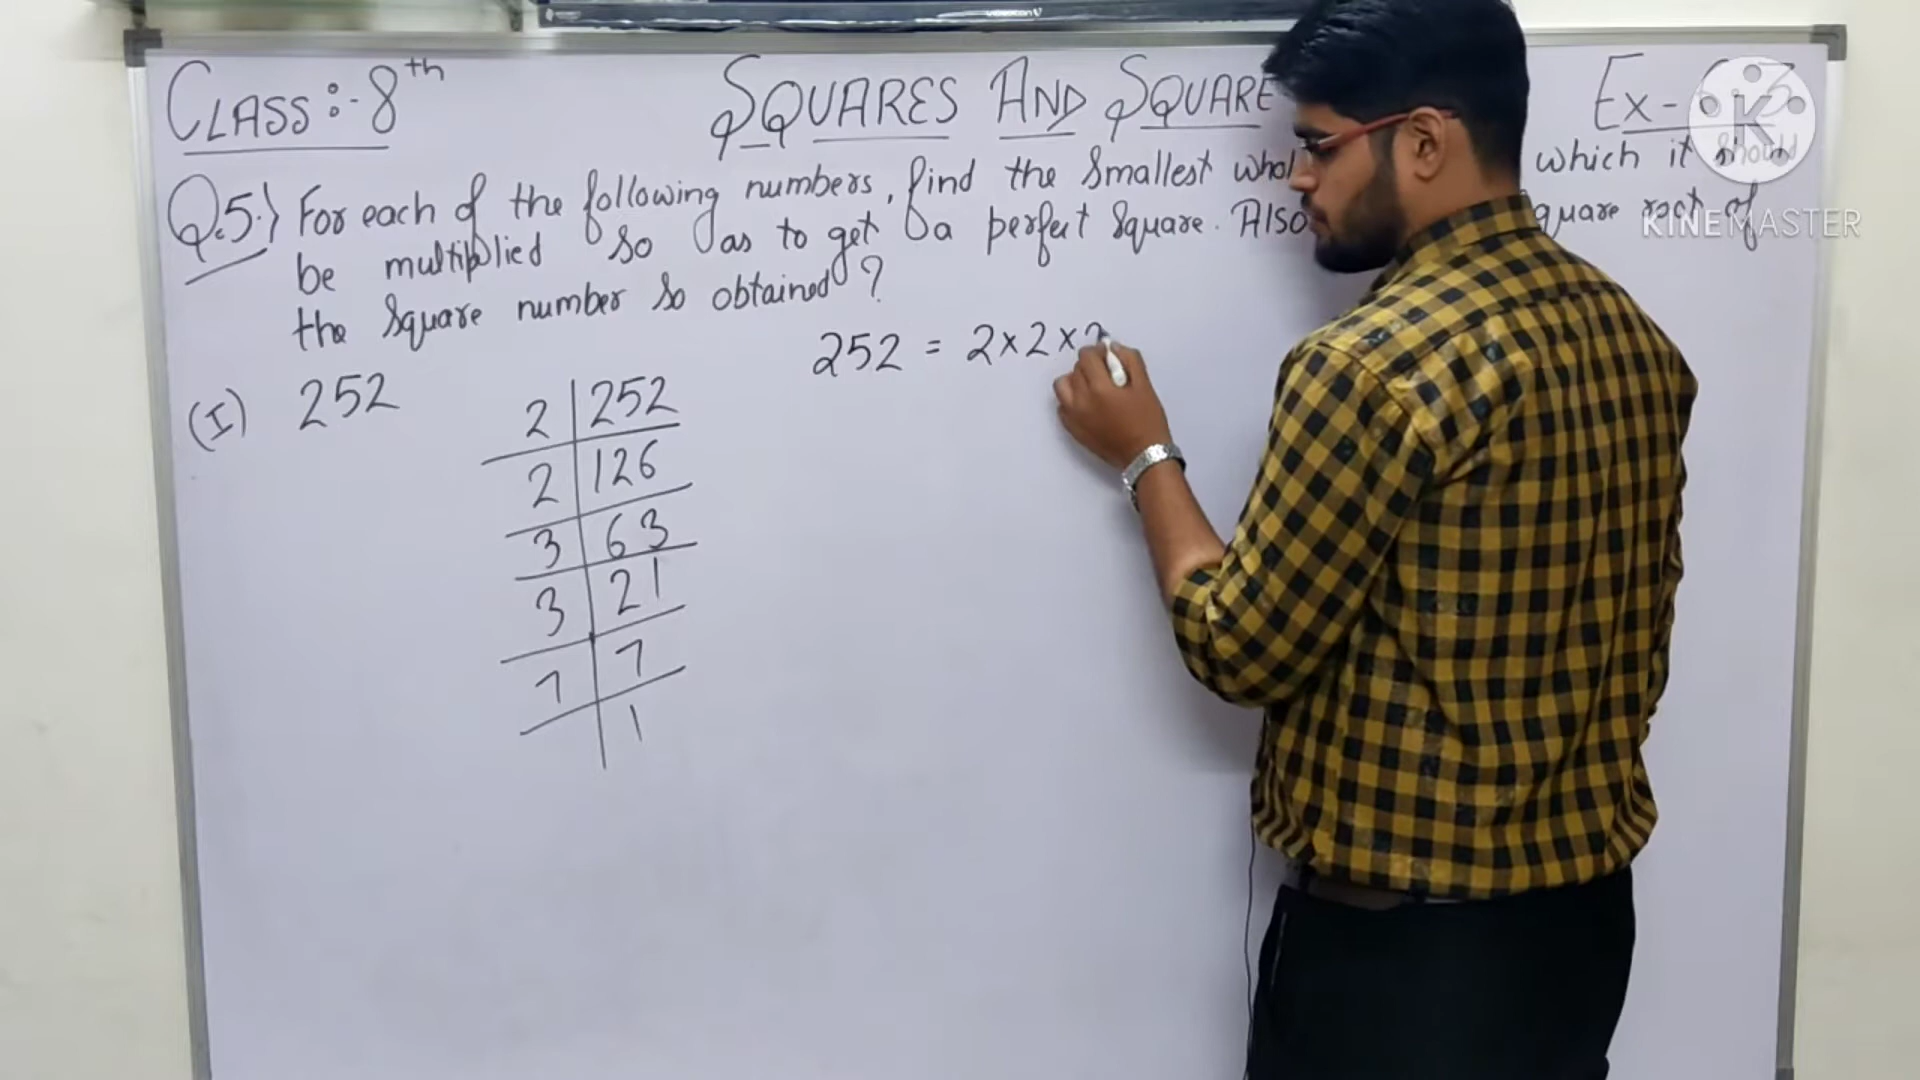 CLASS:-8th
SQUARES AND SQUARE
Ex- 3
Q.5.) For each of the following numbers, find the smallest which it should
be multiplied so as to get a perfect square. Also root of
the square number so obtained?
(I) 252
252 = 2×2×
2 252
2 126
3 63
3 21
7 7
1
K
KINEMASTER